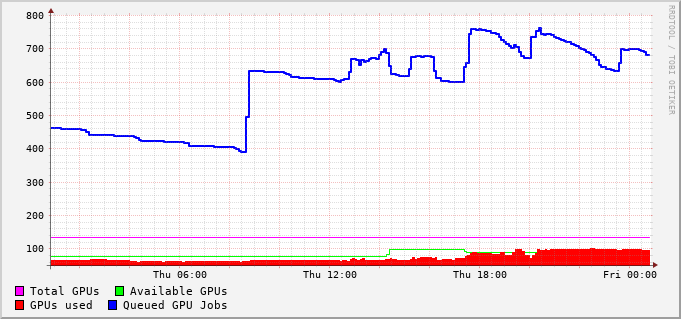 800
700
600
500
400
300
200
100
Thu 06:00 Thu 12:00 Thu 18:00 Fri 00:00
Total GPUs Available GPUs
GPUs used Queued GPU Jobs
RRDTOOL / TOBI OETIKER